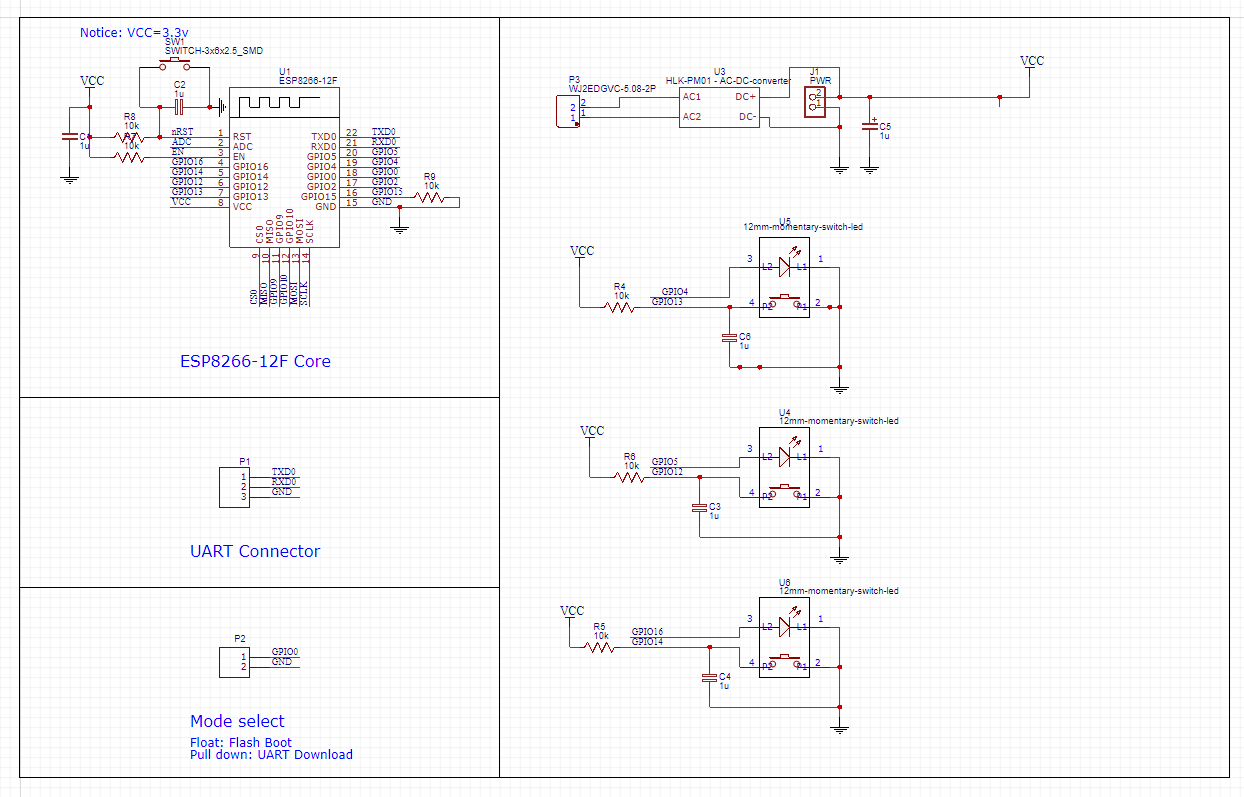 Notice: VCC=3.3v
SW1
SWITCH-3x6x2.5_SMD
VCC
C2
1u
U1
ESP8266-12F
R8
10k
R7
10k
1u
nRST 1 RST
ADC 2 ADC
EN 3 EN
GPIO16 4 GPIO16
GPIO14 5 GPIO14
GPIO12 6 GPIO12
GPIO13 7 GPIO13
VCC 8 VCC
TXD0 22 TXD0
RXD0 21 RXD0
GPIO5 20 GPIO5
GPIO4 19 GPIO4
GPIO0 18 GPIO0
GPIO2 17 GPIO2
GPIO15 16 GPIO15
GND 15 GND
R9
10k
CS0 9 CS0
MISO 10 MISO
GPIO9 11 GPIO9
GPIO10 12 GPIO10
MOSI 13 MOSI
SCLK 14 SCLK
ESP8266-12F Core
P1
1 TXD0
2 RXD0
3 GND
UART Connector
P2
1 GPIO0
2 GND
Mode select
Float: Flash Boot
Pull down: UART Download
P3
WJ2EDGVC-5.08-2P
2 2
1 1
U3
HLK-PM01 - AC-DC-converter
AC1 DC+
AC2 DC-
J1
PWR
2
1
VCC
+
C5
1u
U5
12mm-momentary-switch-led
VCC
R4
10k
GPIO4
GPIO13
3 L2 L1 1
4 P2 P1 2
C6
1u
U4
12mm-momentary-switch-led
VCC
R6
10k
GPIO5
GPIO12
3 L2 L1 1
4 P2 P1 2
C3
1u
U6
12mm-momentary-switch-led
VCC
R5
10k
GPIO16
GPIO14
3 L2 L1 1
4 P2 P1 2
C4
1u